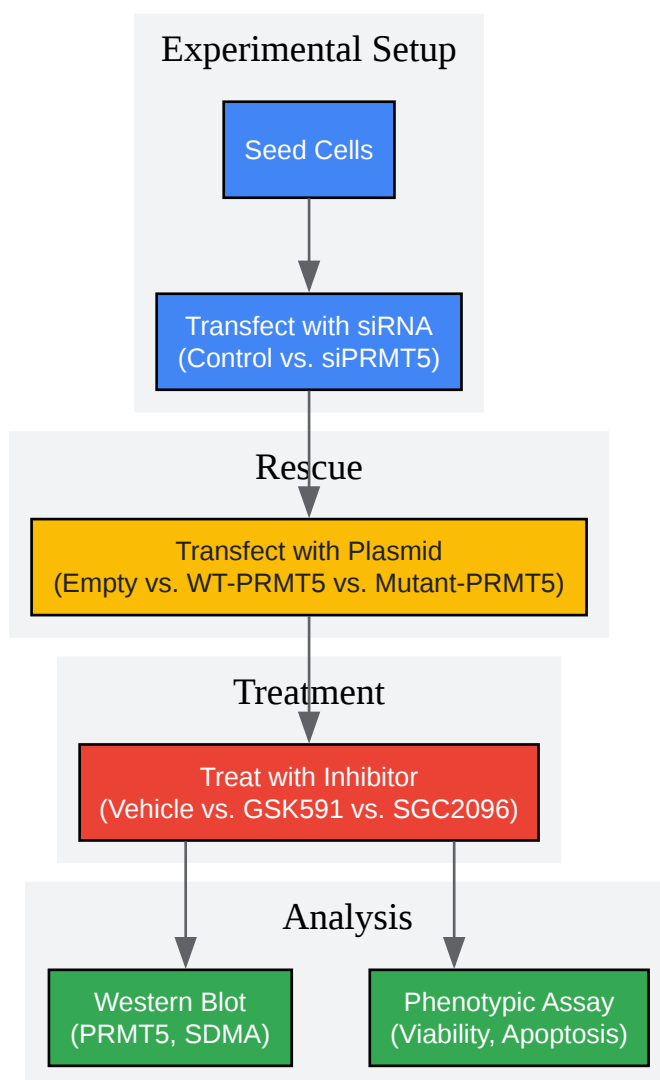 Experimental Setup
Seed Cells
Transfect with siRNA
(Control vs. siPRMT5)
Rescue
Transfect with Plasmid
(Empty vs. WT-PRMT5 vs. Mutant-PRMT5)
Treatment
Treat with Inhibitor
(Vehicle vs. GSK591 vs. SGC2096)
Analysis
Western Blot
(PRMT5, SDMA)
Phenotypic Assay
(Viability, Apoptosis)